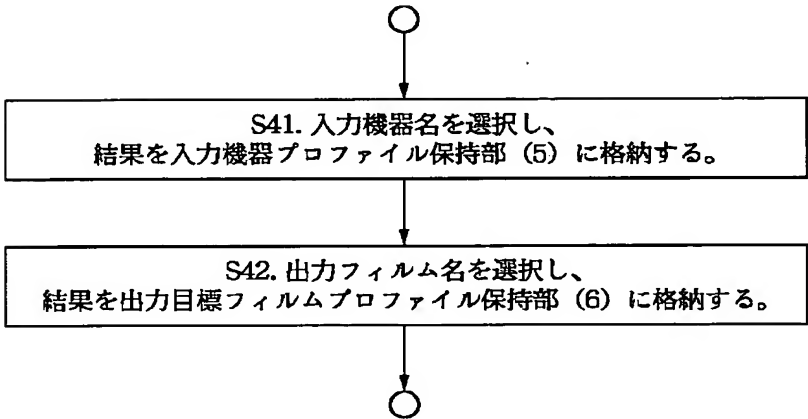 S41. 入力機器名を選択し、
結果を入力機器プロファイル保持部（5）に格納する。
S42. 出力フィルム名を選択し、
結果を出力目標フィルムプロファイル保持部（6）に格納する。